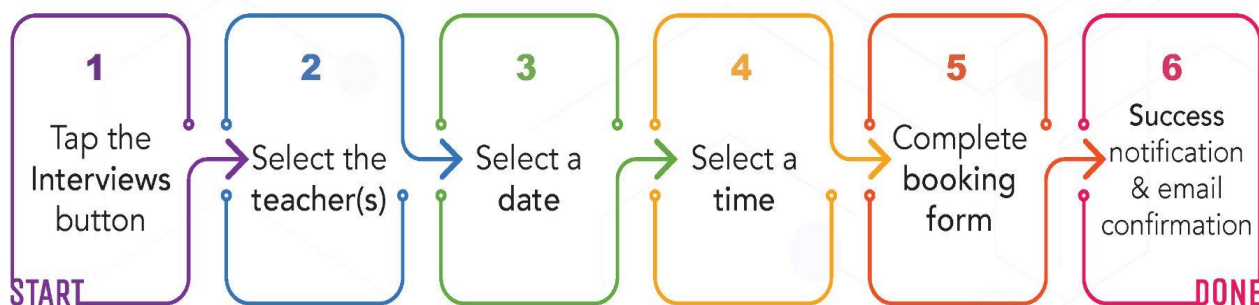 1
Tap the
Interviews
button
START
2
Select the
teacher(s)
3
Select a
date
4
Select a
time
5
Complete
booking
form
6
Success
notification
& email
confirmation
DONE